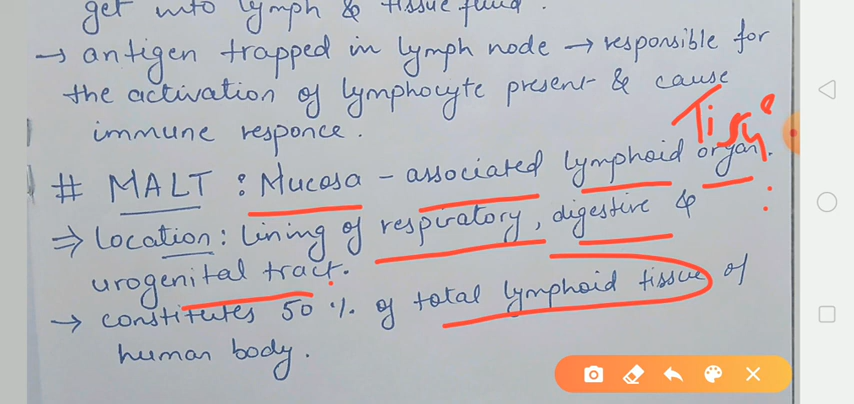 get into lymph & tissue fluid.
→ antigen trapped in lymph node → responsible for
the activation of lymphocyte present & cause
immune responce.
Tissue
# MALT : Mucosa - associated lymphoid organ.
⇒ Location : lining of respiratory, digestive &
urogenital tract.
→ constitutes 50 % of total lymphoid tissue of
human body.